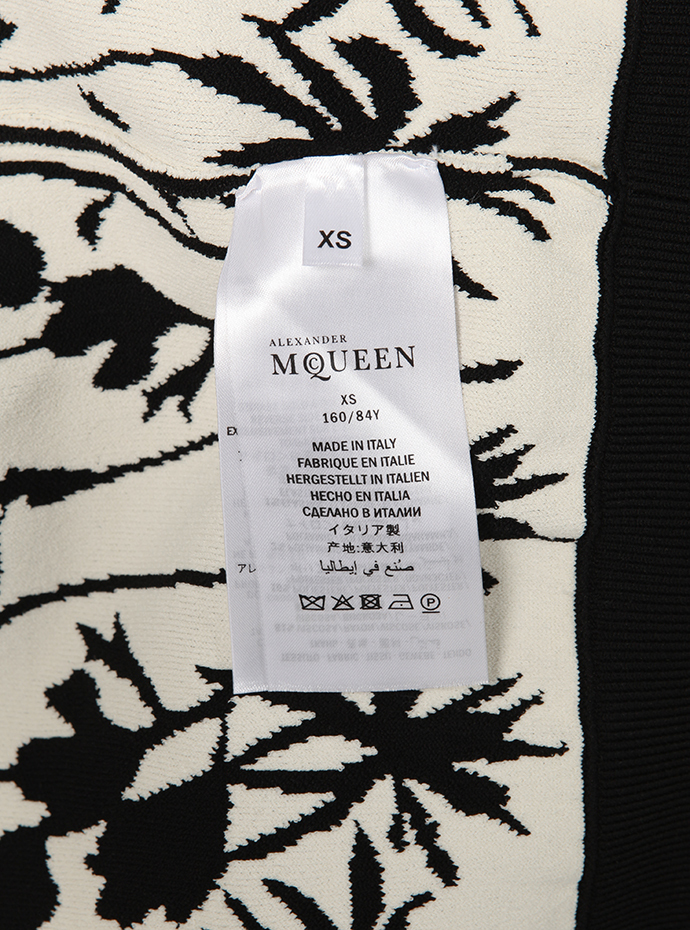 XS
ALEXANDER
McQUEEN
XS
160/84Y
MADE IN ITALY
FABRIQUE EN ITALIE
HERGESTELLT IN ITALIEN
HECHO EN ITALIA
СДЕЛАНО В ИТАЛИИ
イタリア製
产地:意大利
صنع في إيطاليا